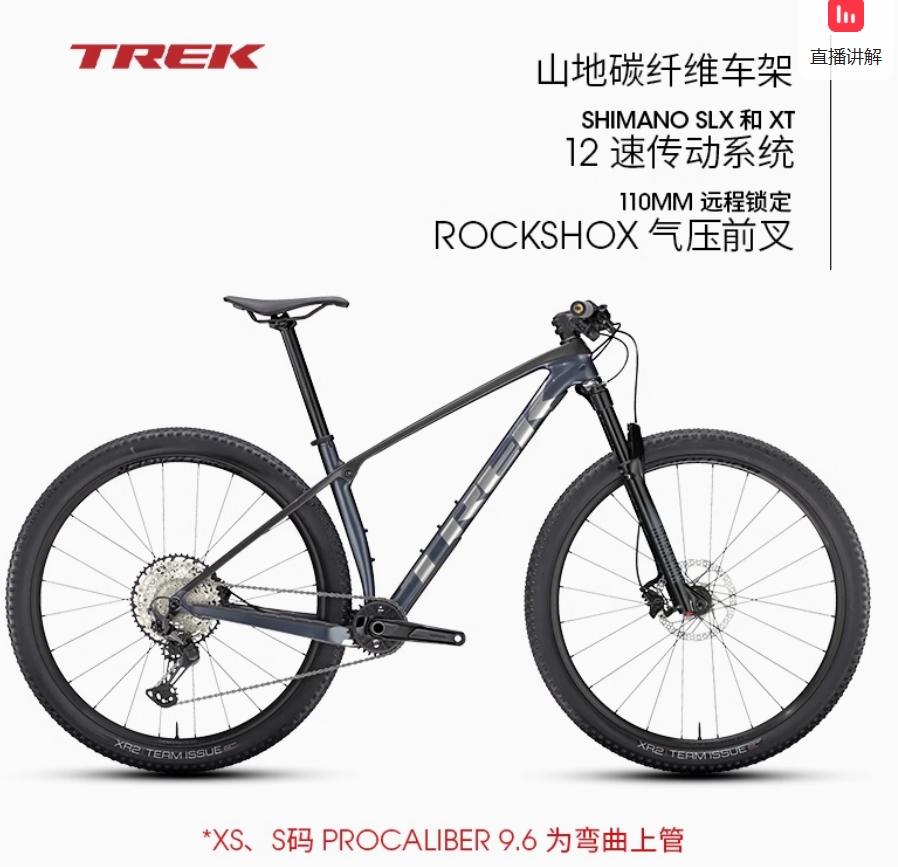 TREK
直播讲解
山地碳纤维车架
SHIMANO SLX 和 XT
12 速传动系统
110MM 远程锁定
ROCKSHOX 气压前叉
TREK
XR2 TEAM ISSUE
XR2 TEAM ISSUE
*XS、S码 PROCALIBER 9.6 为弯曲上管